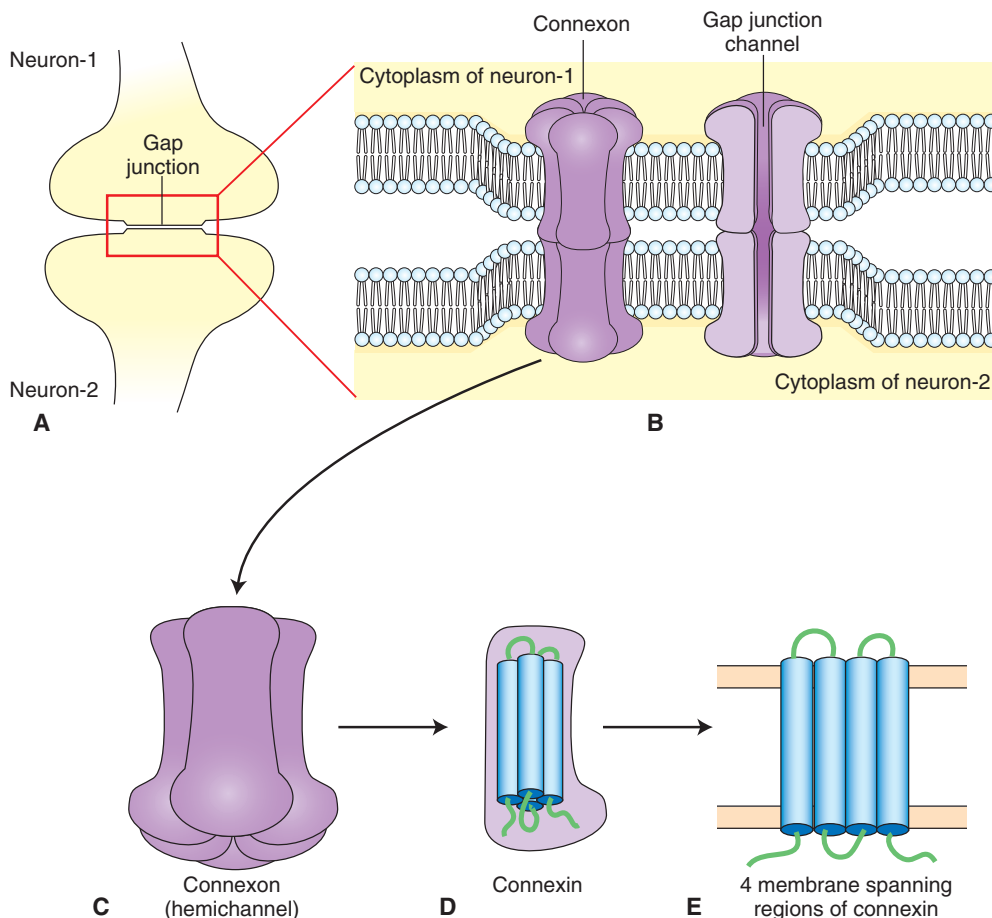 Neuron-1
Gap
junction
Neuron-2
A
Connexon
Gap junction
channel
Cytoplasm of neuron-1
Cytoplasm of neuron-2
B
C
Connexon
(hemichannel)
D
Connexin
E
4 membrane spanning
regions of connexin